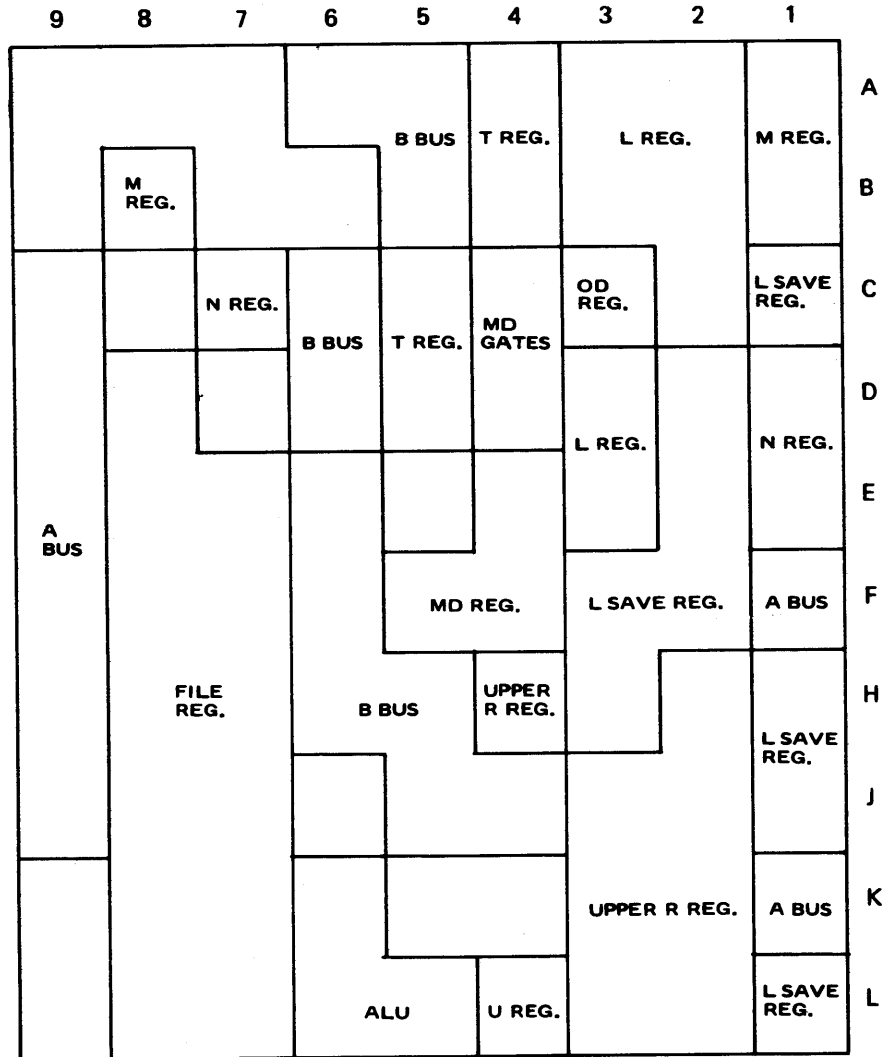 9 8 7 6 5 4 3 2 1
A
B BUS T REG. L REG. M REG.
M
REG.
B
C
N REG.
OD
REG.
L SAVE
REG.
B BUS T REG. MD
GATES
D
L REG. N REG.
E
A
BUS
F
MD REG. L SAVE REG. A BUS
FILE
REG.
B BUS
UPPER
R REG.
H
L SAVE
REG.
J
K
UPPER R REG. A BUS
ALU U REG. L SAVE
REG.
L